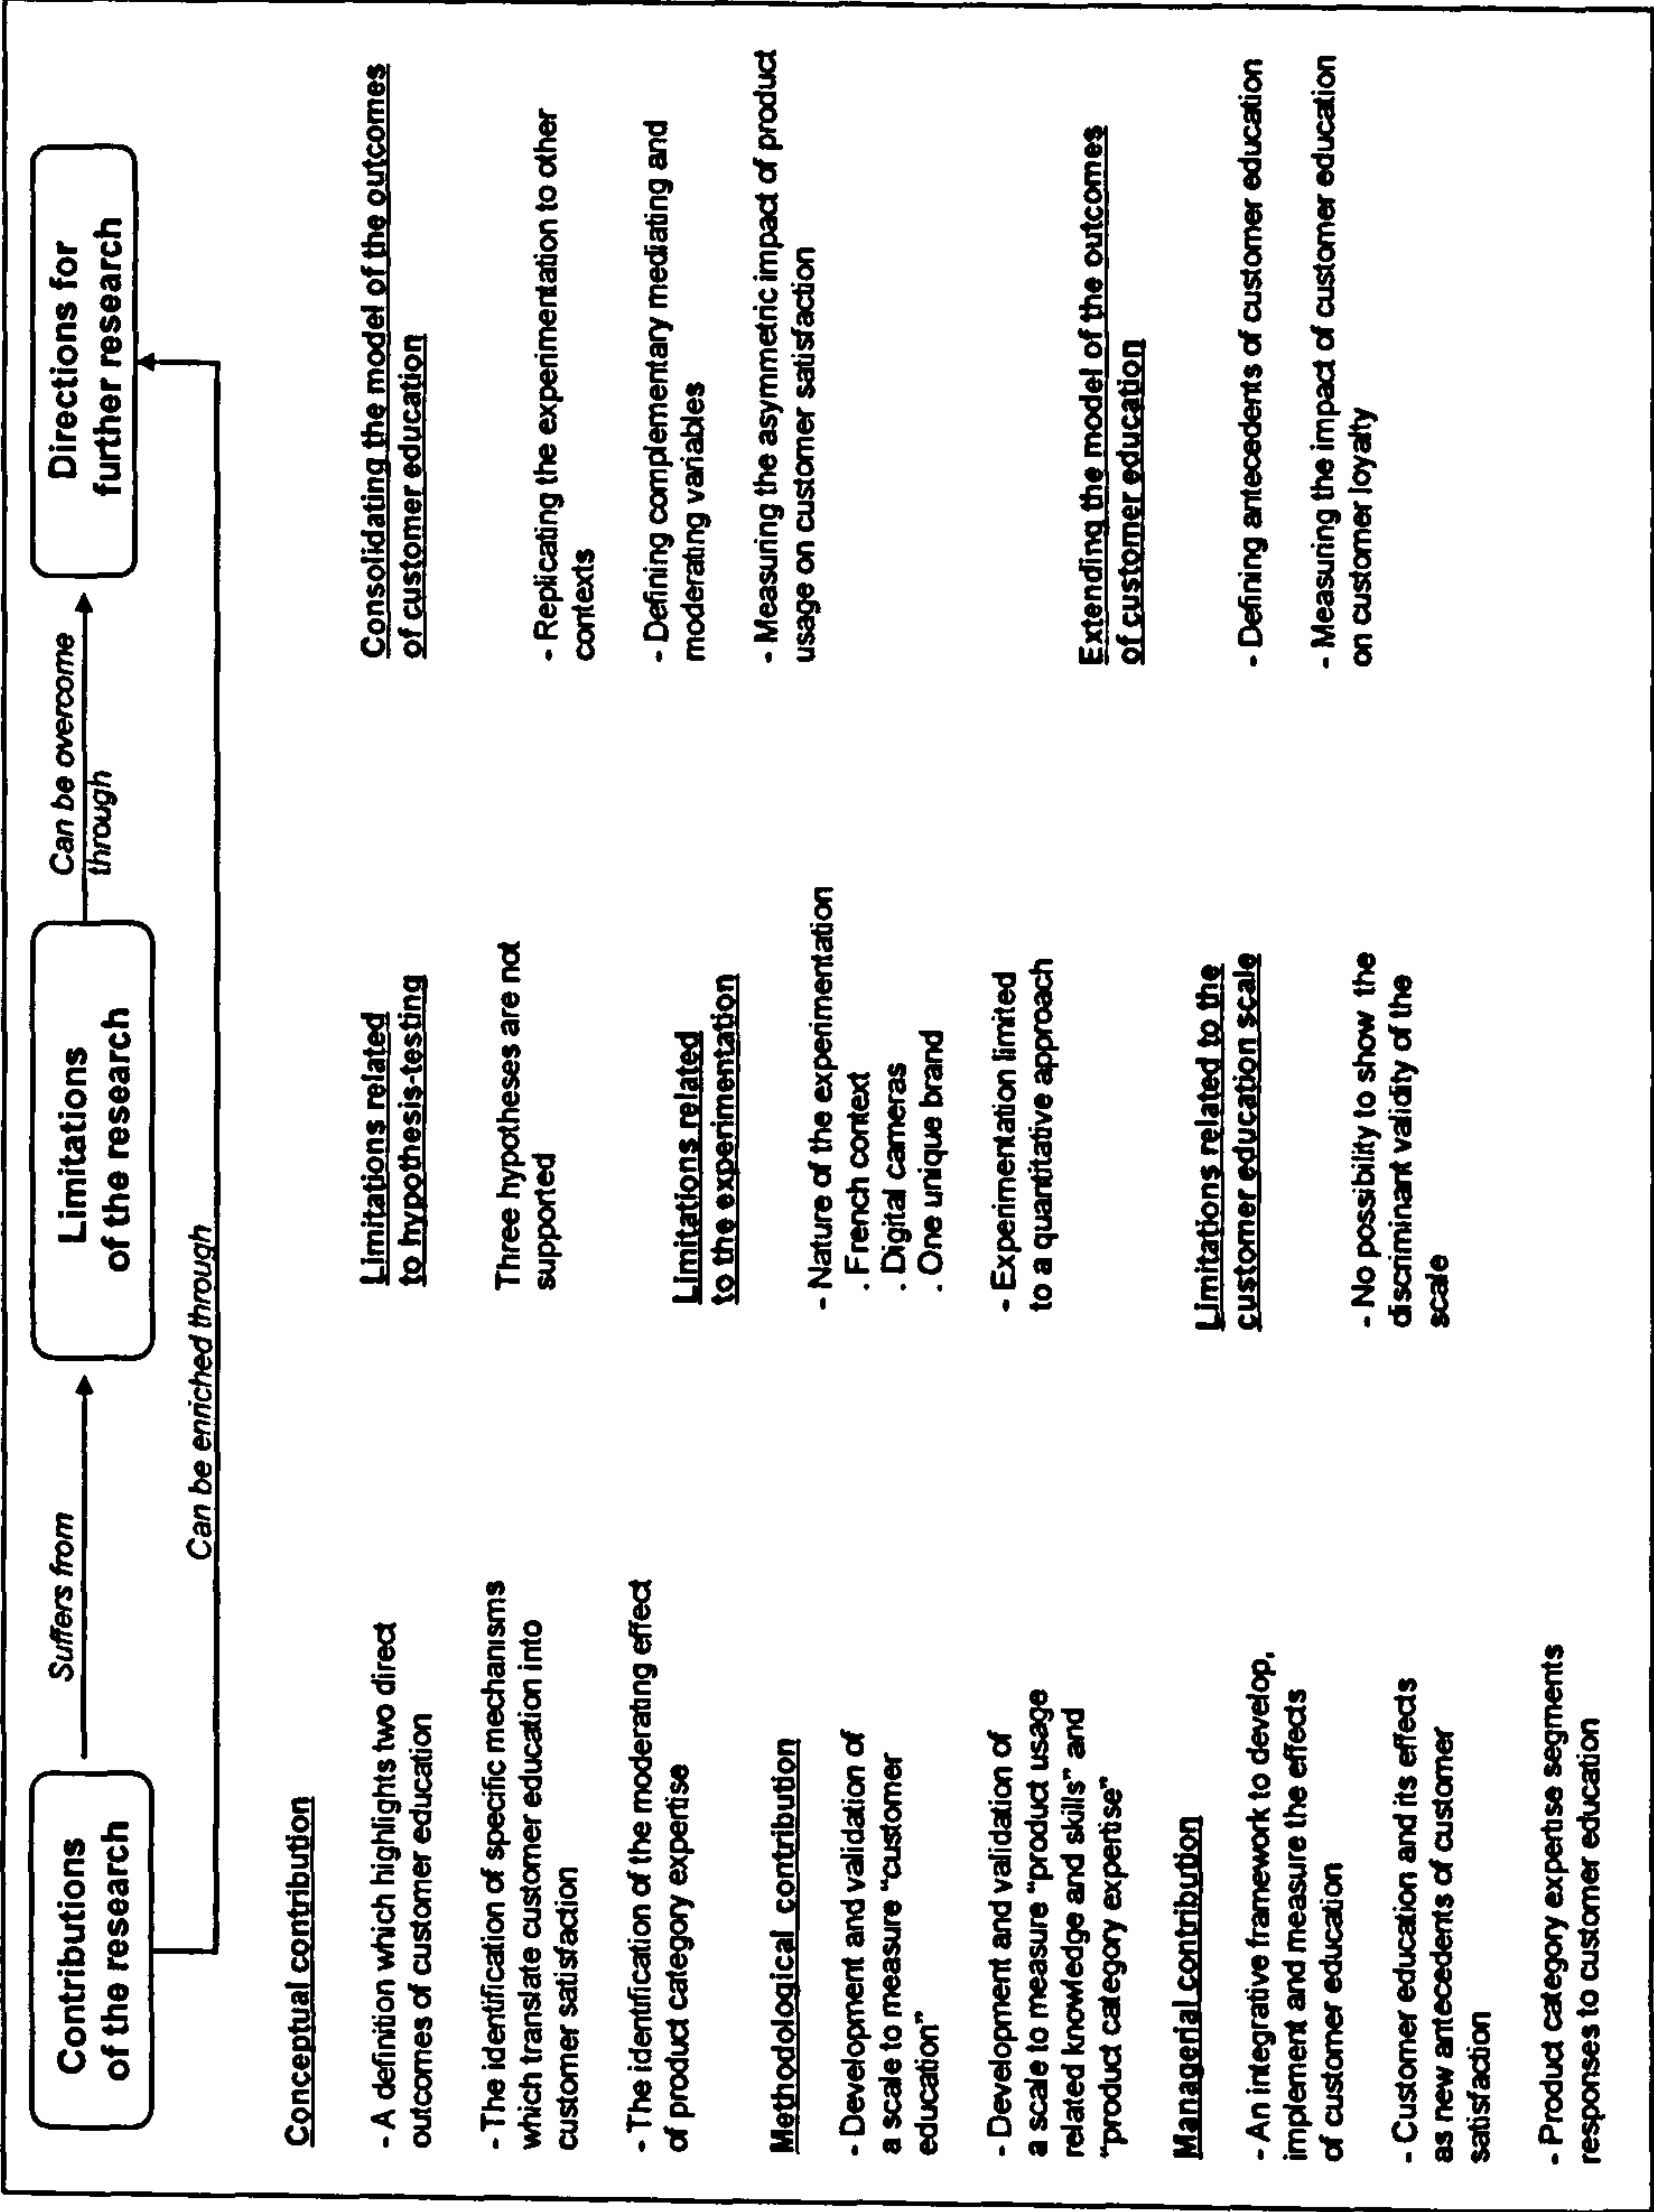 Contributions
of the research
Suffers from
Limitations
of the research
Can be overcome
through
Directions for
further research
Can be enriched through
Conceptual contribution
- A definition which highlights two direct
outcomes of customer education
- The identification of specific mechanisms
which translate customer education into
customer satisfaction
- The identification of the moderating effect
of product category expertise
Methodological contribution
- Development and validation of
a scale to measure "customer
education"
- Development and validation of
a scale to measure "product usage
related knowledge and skills" and
"product category expertise"
Managerial contribution
- An integrative framework to develop,
implement and measure the effects
of customer education
- Customer education and its effects
as new antecedents of customer
satisfaction
- Product category expertise segments
responses to customer education
Limitations related
to hypothesis-testing
Three hypotheses are not
supported
Limitations related
to the experimentation
- Nature of the experimentation
. French context
. Digital cameras
. One unique brand
- Experimentation limited
to a quantitative approach
Limitations related to the
customer education scale
- No possibility to show the
discriminant validity of the
scale
Consolidating the model of the outcomes
of customer education
- Replicating the experimentation to other
contexts
- Defining complementary mediating and
moderating variables
- Measuring the asymmetric impact of product
usage on customer satisfaction
Extending the model of the outcomes
of customer education
- Defining antecedents of customer education
- Measuring the impact of customer education
on customer loyalty